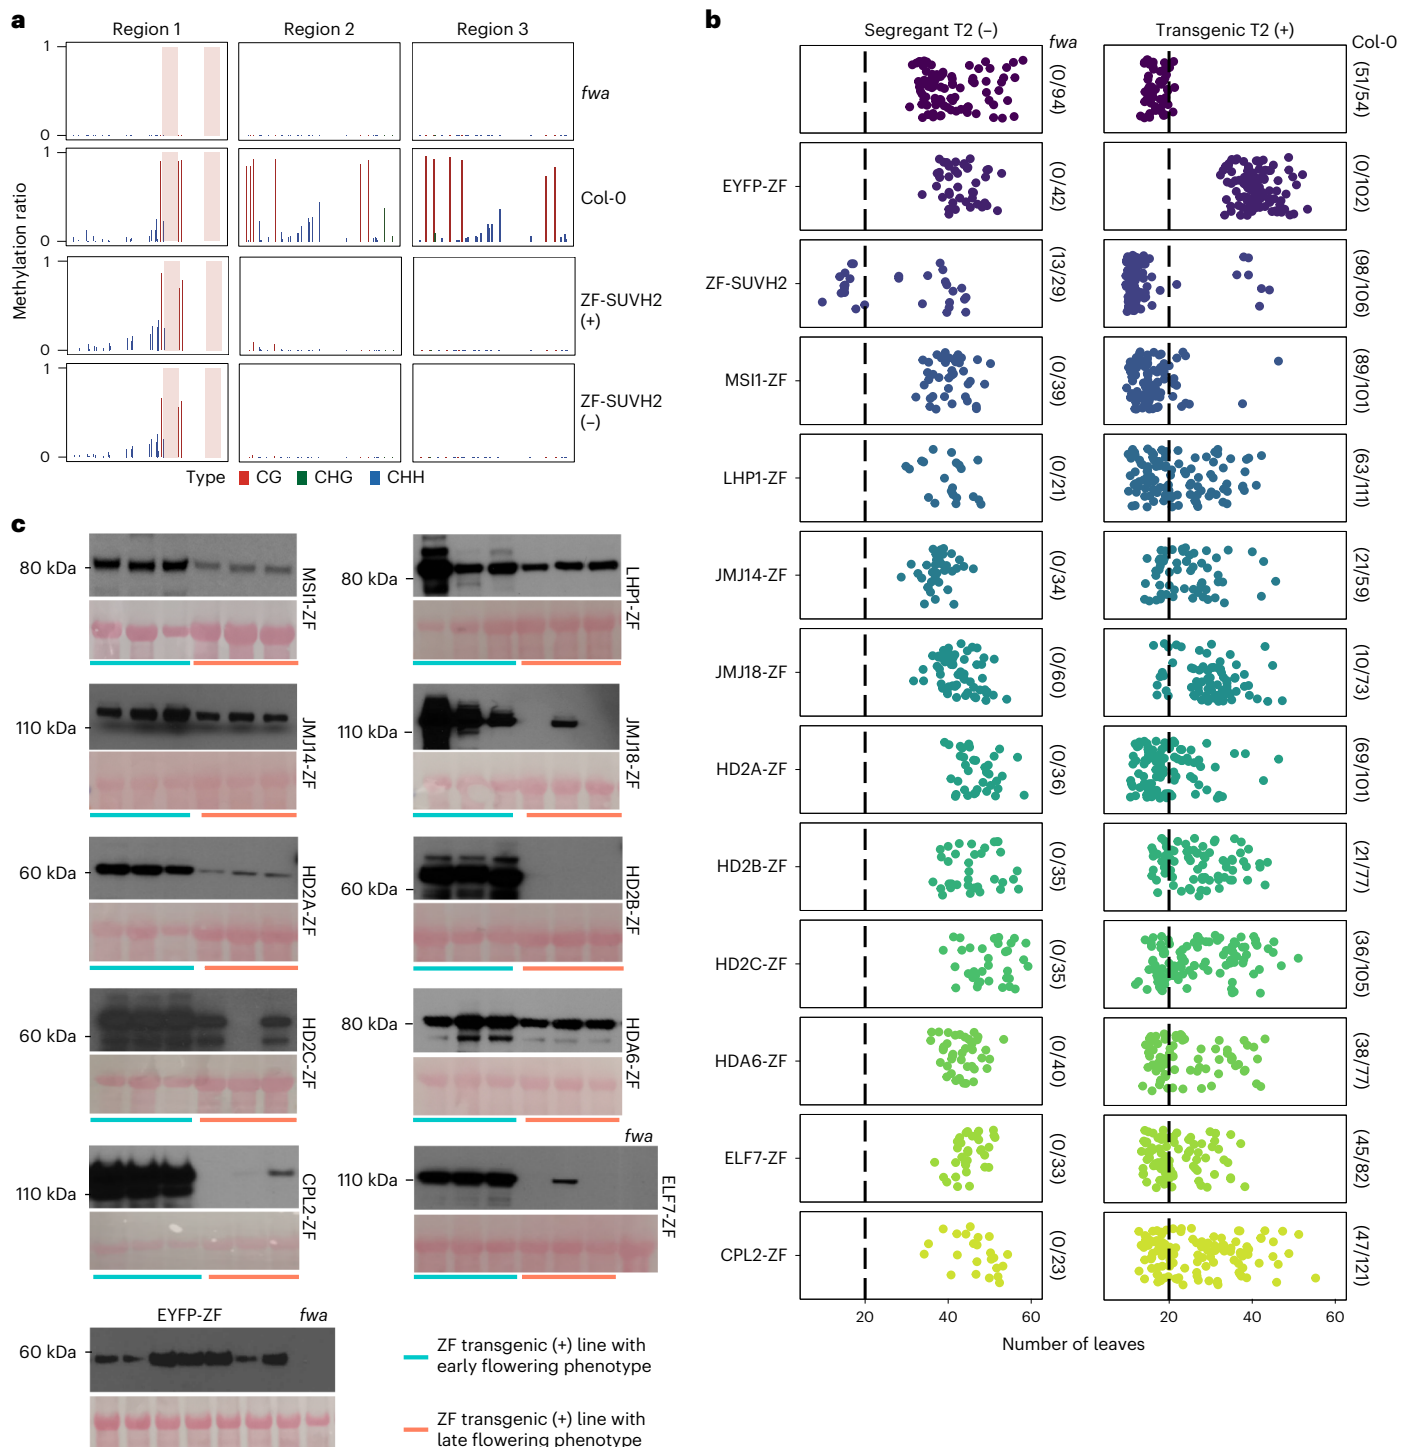 a
Region 1
Region 2
Region 3
Methylation ratio
1
0
fwa
1
0
Col-0
1
0
ZF-SUVH2
(+)
1
0
ZF-SUVH2
(−)
Type
CG
CHG
CHH
b
Segregant T2 (−)
fwa
Transgenic T2 (+)
Col-0
(0/94)
(51/54)
EYFP-ZF
(0/42)
(0/102)
ZF-SUVH2
(13/29)
(98/106)
MSI1-ZF
(0/39)
(89/101)
LHP1-ZF
(0/21)
(63/111)
JMJ14-ZF
(0/34)
(21/59)
JMJ18-ZF
(0/60)
(10/73)
HD2A-ZF
(0/36)
(69/101)
HD2B-ZF
(0/35)
(21/77)
HD2C-ZF
(0/35)
(36/105)
HDA6-ZF
(0/40)
(38/77)
ELF7-ZF
(0/33)
(45/82)
CPL2-ZF
(0/23)
(47/121)
20
40
60
20
40
60
Number of leaves
c
80 kDa
MSI1-ZF
80 kDa
LHP1-ZF
110 kDa
JMJ14-ZF
110 kDa
JMJ18-ZF
60 kDa
HD2A-ZF
60 kDa
HD2B-ZF
60 kDa
HD2C-ZF
80 kDa
HDA6-ZF
110 kDa
CPL2-ZF
fwa
110 kDa
ELF7-ZF
EYFP-ZF
fwa
60 kDa
ZF transgenic (+) line with
early flowering phenotype
ZF transgenic (+) line with
late flowering phenotype